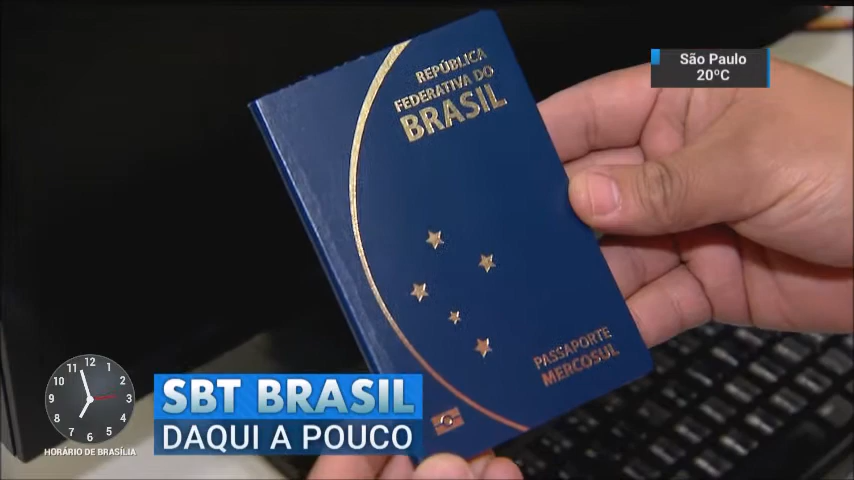 São Paulo
20ºC
REPÚBLICA
FEDERATIVA DO
BRASIL
PASSAPORTE
MERCOSUL
12
1
2
3
4
5
6
7
8
9
10
11
HORÁRIO DE BRASÍLIA
SBT BRASIL
DAQUI A POUCO